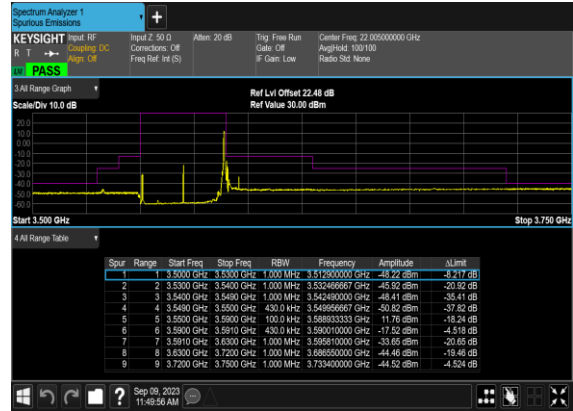 Spectrum Analyzer 1
Spurious Emissions
+
KEYSIGHT Input: RF Input Z: 50 Ω Atten: 20 dB Trig: Free Run Center Freq: 22.005000000 GHz
R T Coupling: DC Corrections: Off Gate: Off Avg|Hold: 100/100
Align: Off Freq Ref: Int (S) IF Gain: Low Radio Std: None
PASS
3 All Range Graph
Ref Lvl Offset 22.48 dB
Scale/Div 10.0 dB Ref Value 30.00 dBm
20.0
10.0
0.00
-10.0
-20.0
-30.0
-40.0
-50.0
-60.0
Start 3.500 GHz Stop 3.750 GHz
4 All Range Table
Spur Range Start Freq Stop Freq RBW Frequency Amplitude ΔLimit
1 1 3.5000 GHz 3.5300 GHz 1.000 MHz 3.512900000 GHz -48.22 dBm -8.217 dB
2 2 3.5300 GHz 3.5400 GHz 1.000 MHz 3.532466667 GHz -45.92 dBm -20.92 dB
3 3 3.5400 GHz 3.5490 GHz 1.000 MHz 3.542490000 GHz -48.41 dBm -35.41 dB
4 4 3.5490 GHz 3.5500 GHz 430.0 kHz 3.549956667 GHz -50.82 dBm -37.82 dB
5 5 3.5500 GHz 3.5900 GHz 100.0 kHz 3.588933333 GHz 11.76 dBm -18.24 dB
6 6 3.5900 GHz 3.5910 GHz 430.0 kHz 3.590010000 GHz -17.52 dBm -4.518 dB
7 7 3.5910 GHz 3.6300 GHz 1.000 MHz 3.595810000 GHz -33.65 dBm -20.65 dB
8 8 3.6300 GHz 3.7200 GHz 1.000 MHz 3.686550000 GHz -44.46 dBm -19.46 dB
9 9 3.7200 GHz 3.7500 GHz 1.000 MHz 3.733400000 GHz -44.52 dBm -4.524 dB
?
Sep 09, 2023
11:49:56 AM